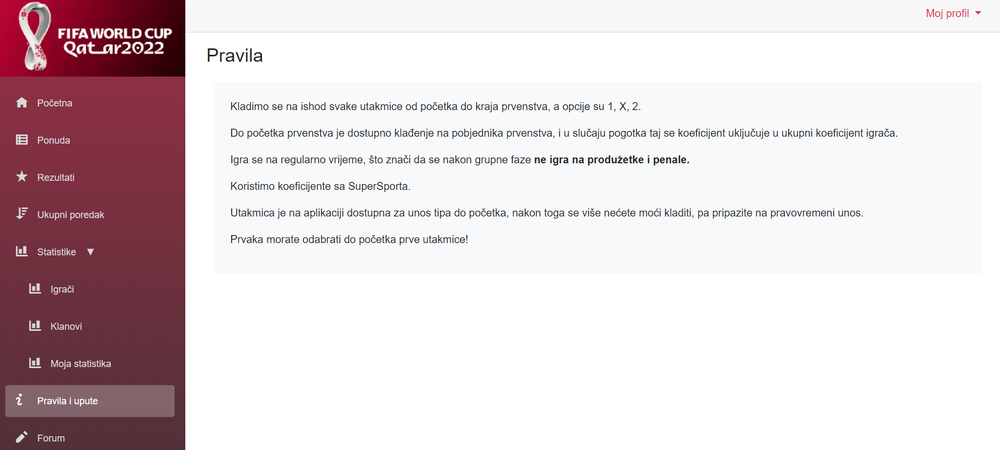 FIFA WORLD CUP
Qatar2022
Moj profil
Početna
Ponuda
Rezultati
Ukupni poredak
Statistike
Igrači
Klanovi
Moja statistika
Pravila i upute
Forum
Pravila
Kladimo se na ishod svake utakmice od početka do kraja prvenstva, a opcije su 1, X, 2.
Do početka prvenstva je dostupno klađenje na pobjednika prvenstva, i u slučaju pogotka taj se koeficijent uključuje u ukupni koeficijent igrača.
Igra se na regularno vrijeme, što znači da se nakon grupne faze ne igra na produžetke i penale.
Koristimo koeficijente sa SuperSporta.
Utakmica je na aplikaciji dostupna za unos tipa do početka, nakon toga se više nećete moći kladiti, pa pripazite na pravovremeni unos.
Prvaka morate odabrati do početka prve utakmice!